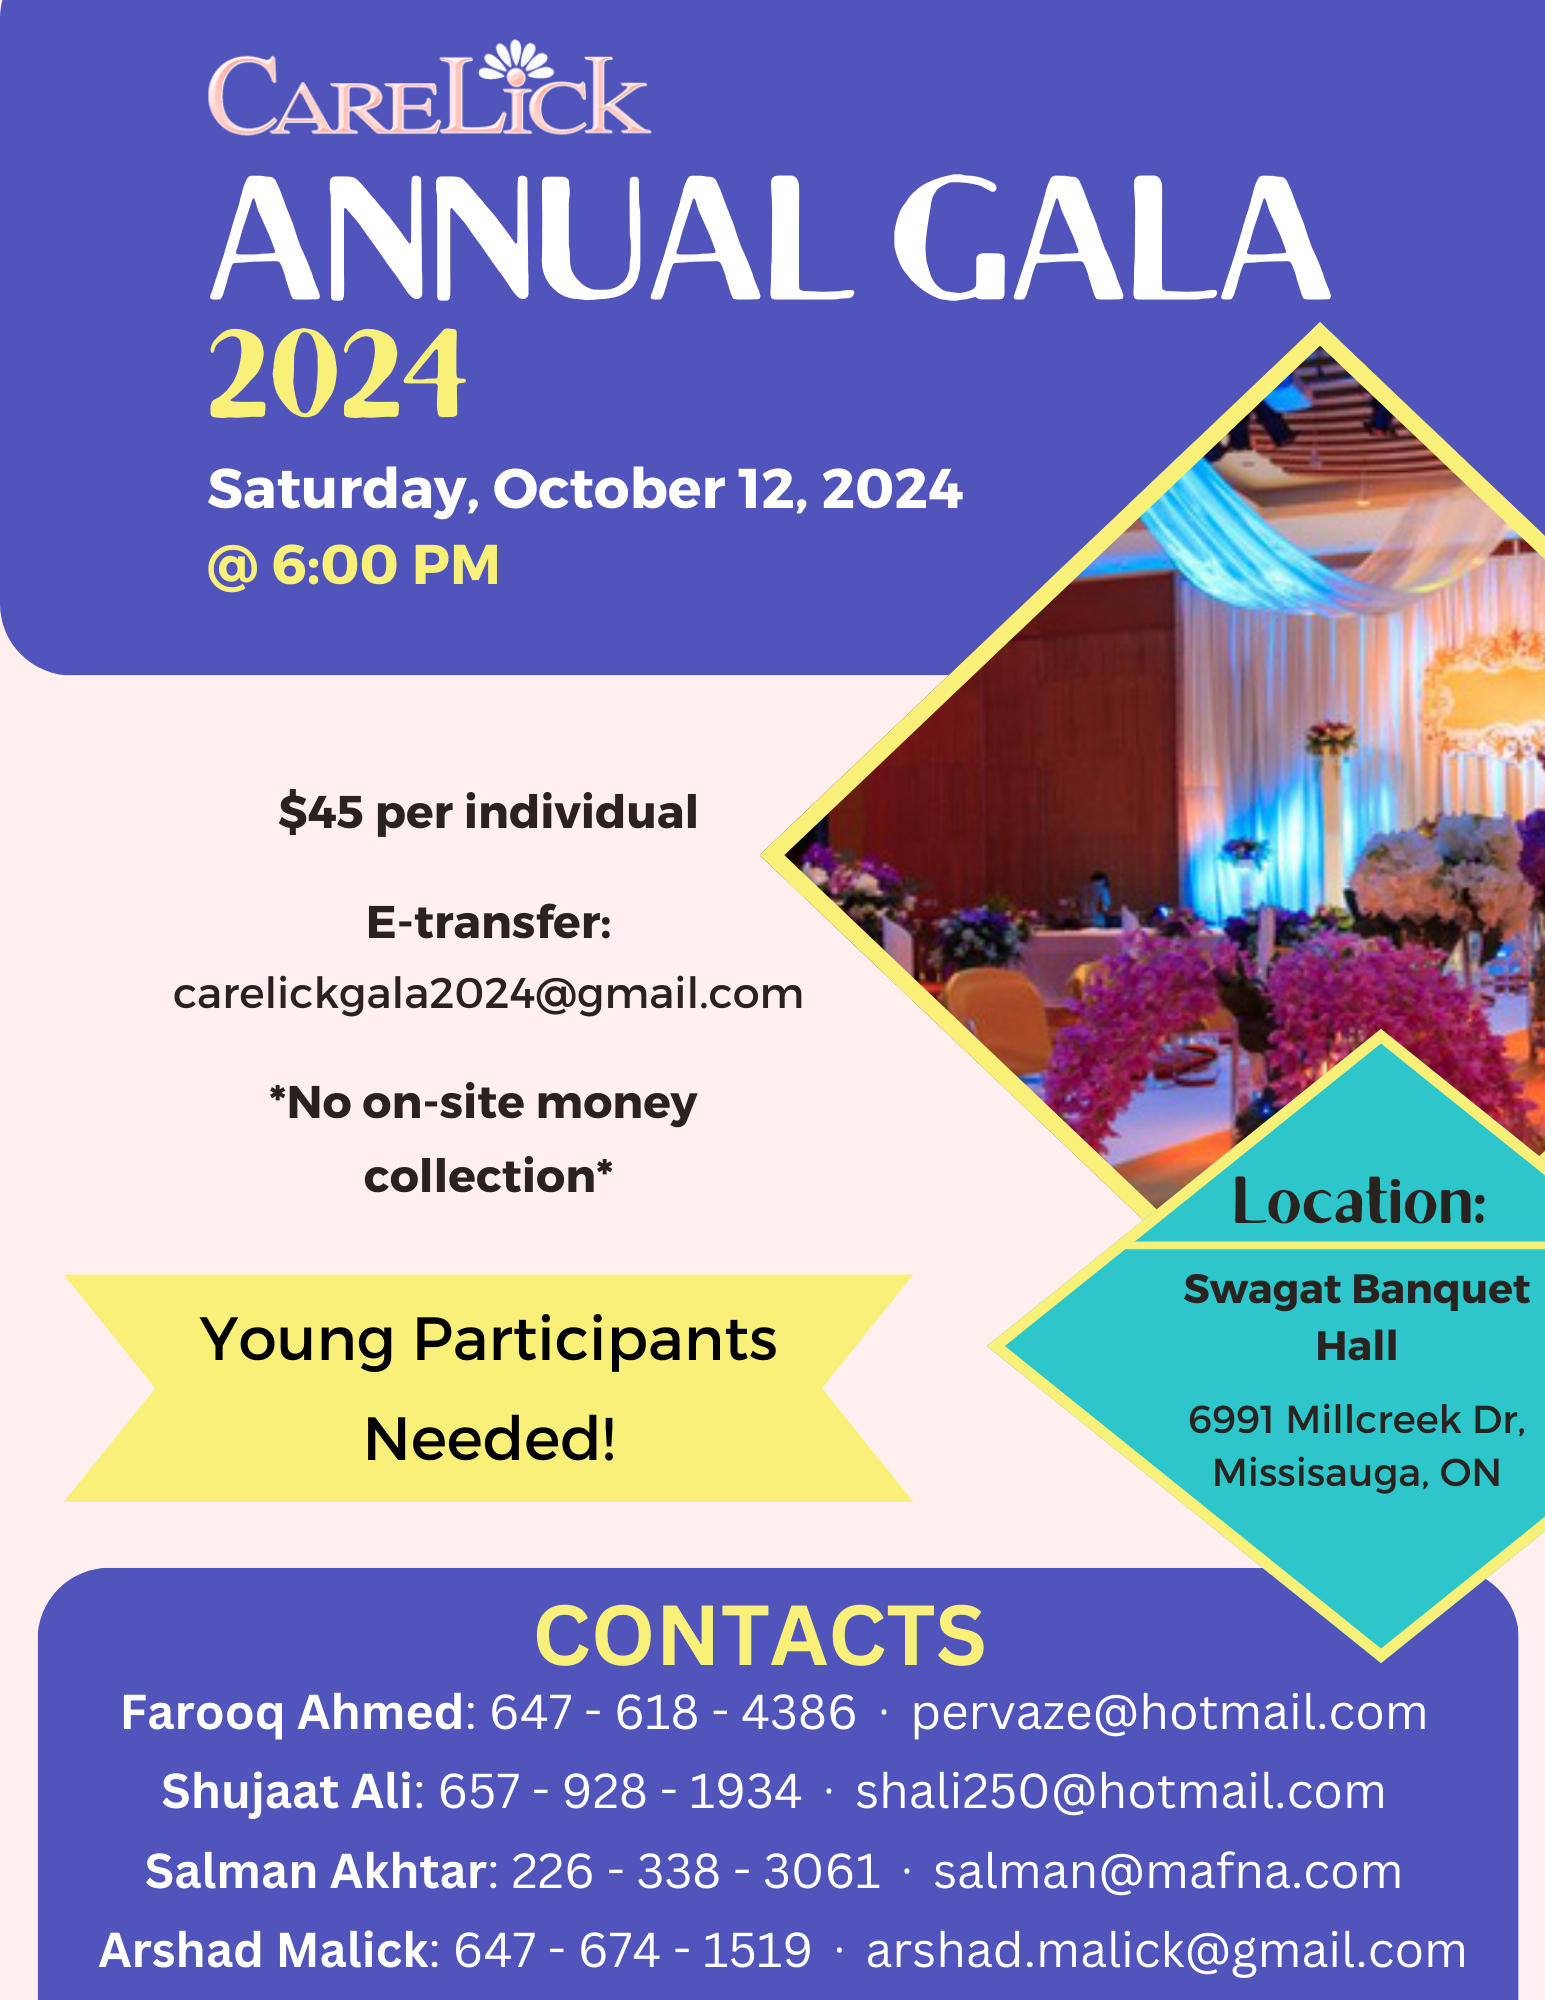 CARELiCk
ANNUAL GALA
2024
Saturday, October 12, 2024
@ 6:00 PM
$45 per individual
E-transfer:
carelickgala2024@gmail.com
*No on-site money
collection*
Location:
Swagat Banquet
Hall
6991 Millcreek Dr,
Missisauga, ON
Young Participants
Needed!
CONTACTS
Farooq Ahmed: 647 - 618 - 4386 · pervaze@hotmail.com
Shujaat Ali: 657 - 928 - 1934 · shali250@hotmail.com
Salman Akhtar: 226 - 338 - 3061 · salman@mafna.com
Arshad Malick: 647 - 674 - 1519 · arshad.malick@gmail.com